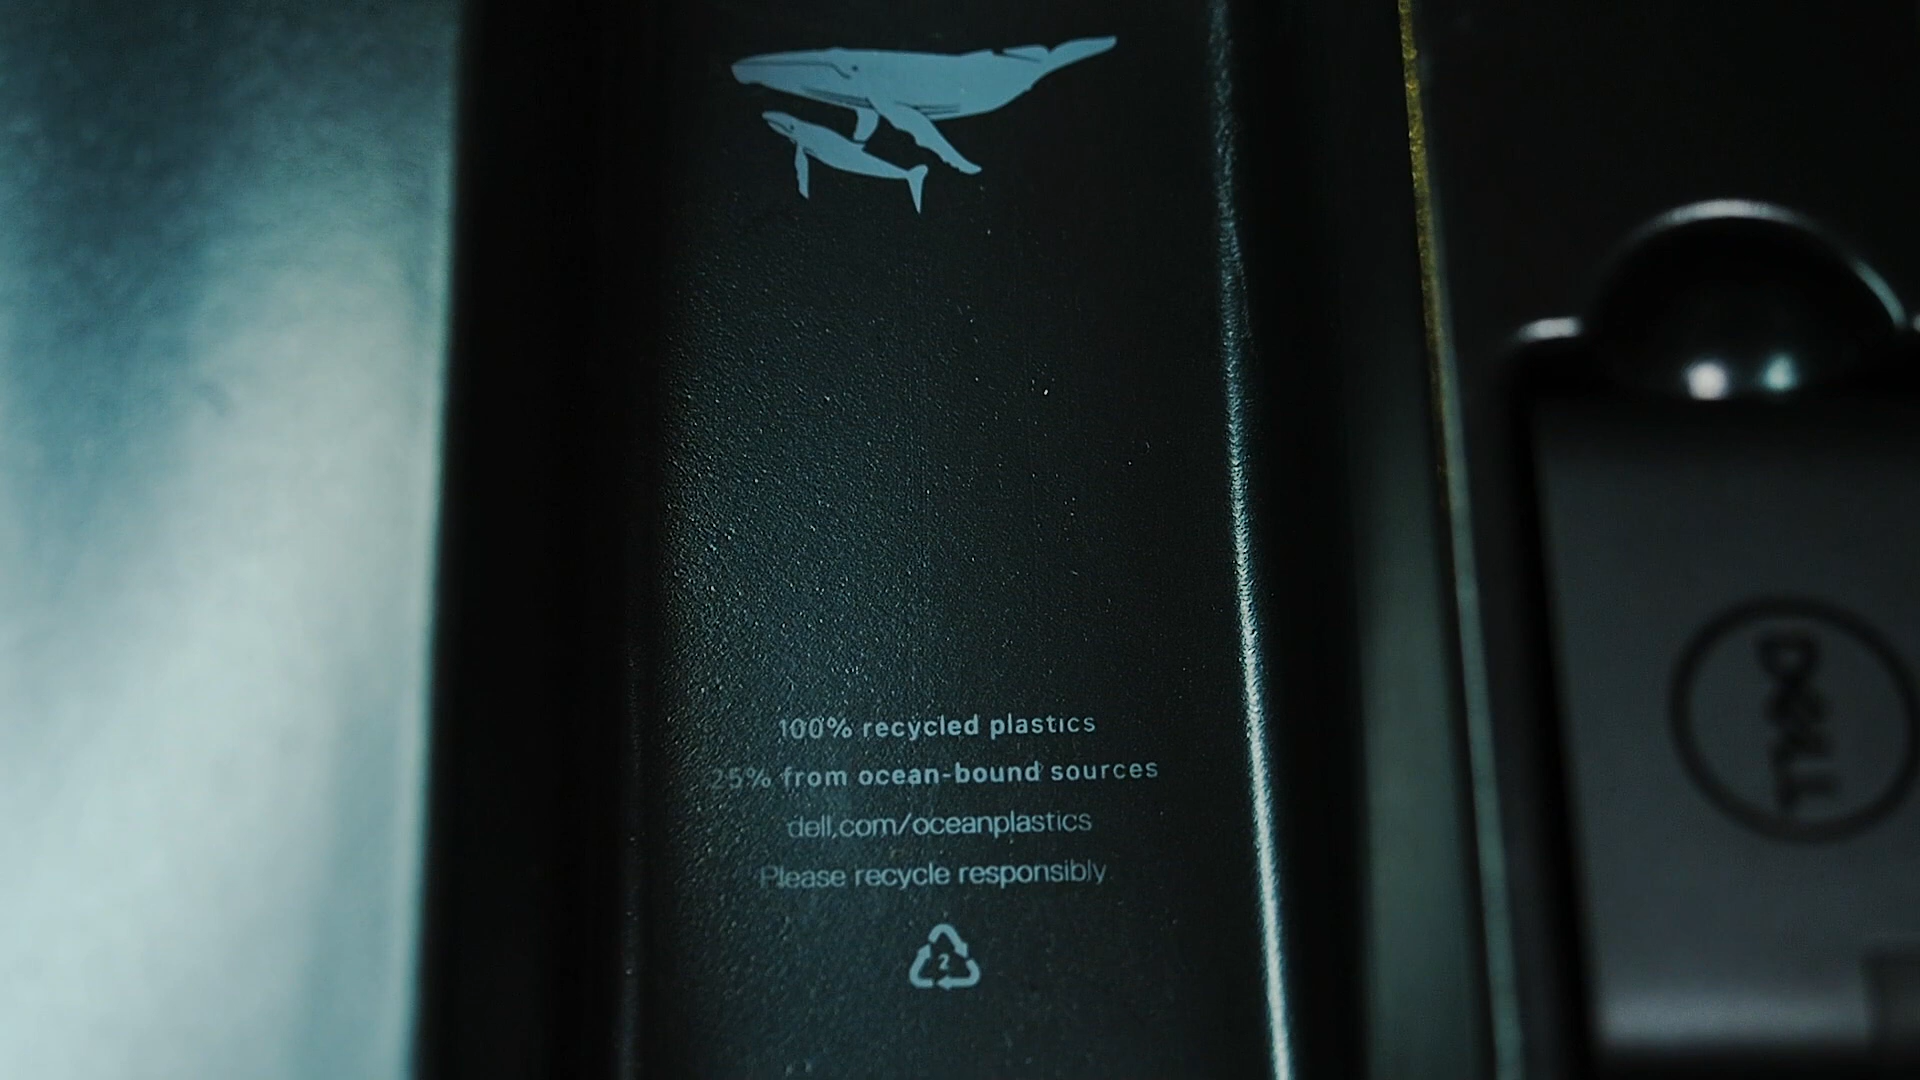 100% recycled plastics
25% from ocean-bound sources
dell.com/oceanplastics
Please recycle responsibly.
2
DELL